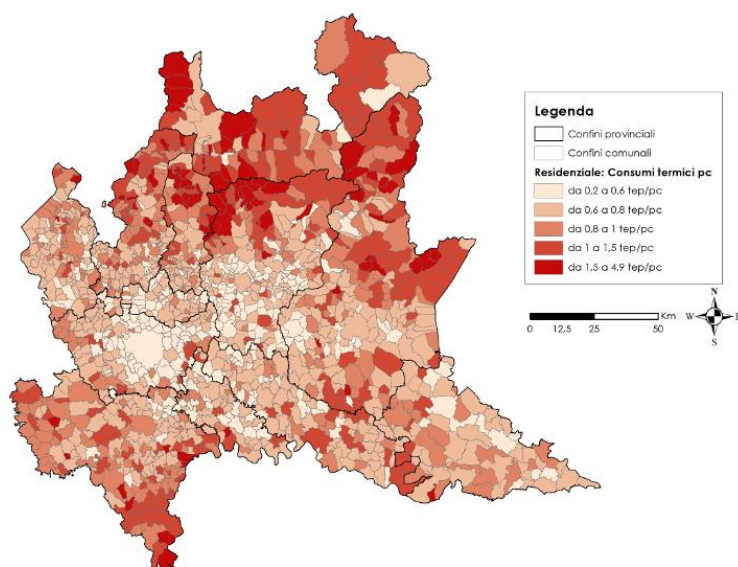 Legenda
Confini provinciali
Confini comunali
Residenziale: Consumi termici pc
da 0,2 a 0,6 tep/pc
da 0,6 a 0,8 tep/pc
da 0,8 a 1 tep/pc
da 1 a 1,5 tep/pc
da 1,5 a 4,9 tep/pc
Km
0 12,5 25 50
N
W E
S